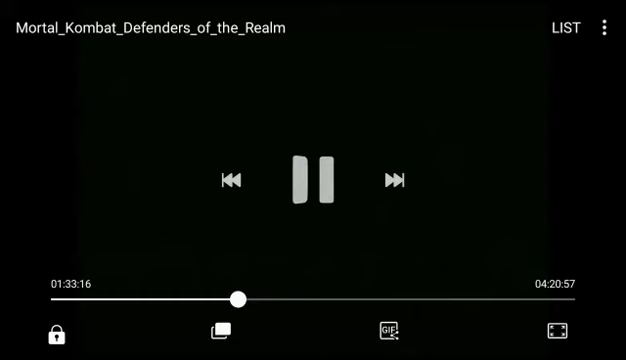 Mortal_Kombat_Defenders_of_the_Realm
LIST
01:33:16
04:20:57
GIF